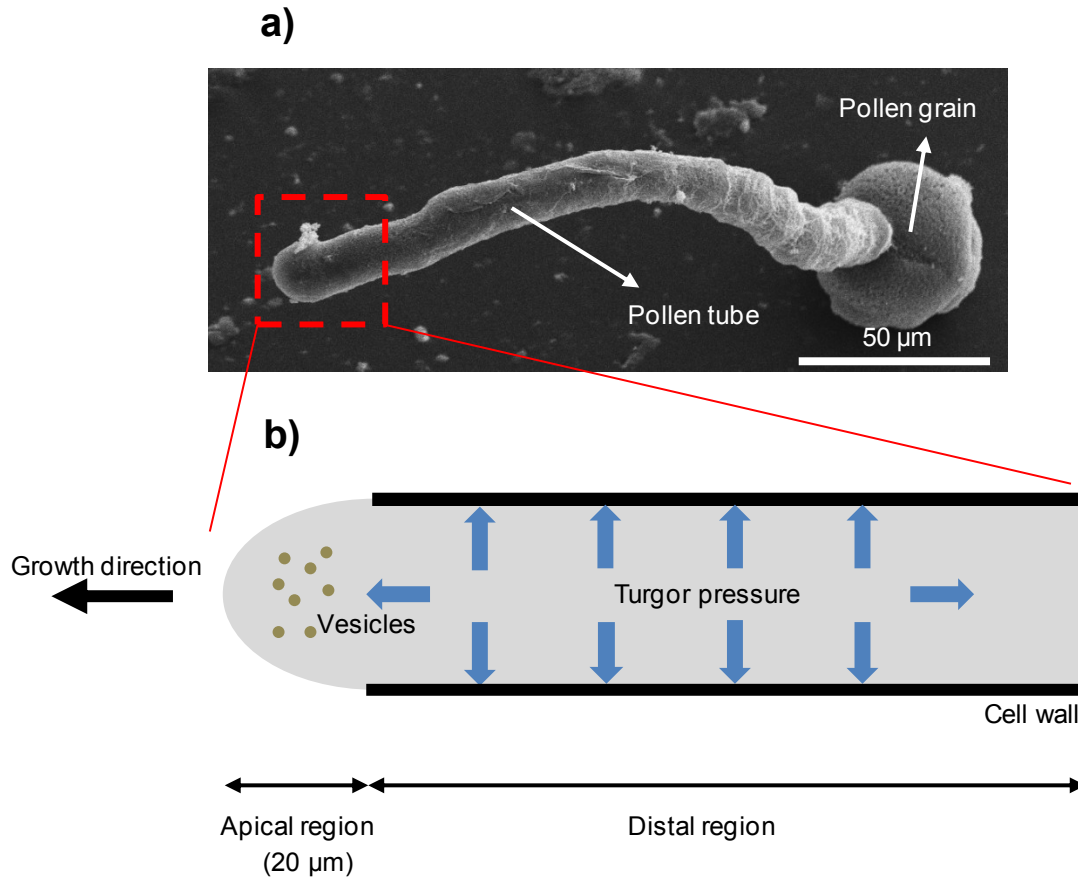 a)
Pollen grain
Pollen tube
50 µm
b)
Growth direction
Turgor pressure
Vesicles
Cell wall
Apical region
(20 µm)
Distal region